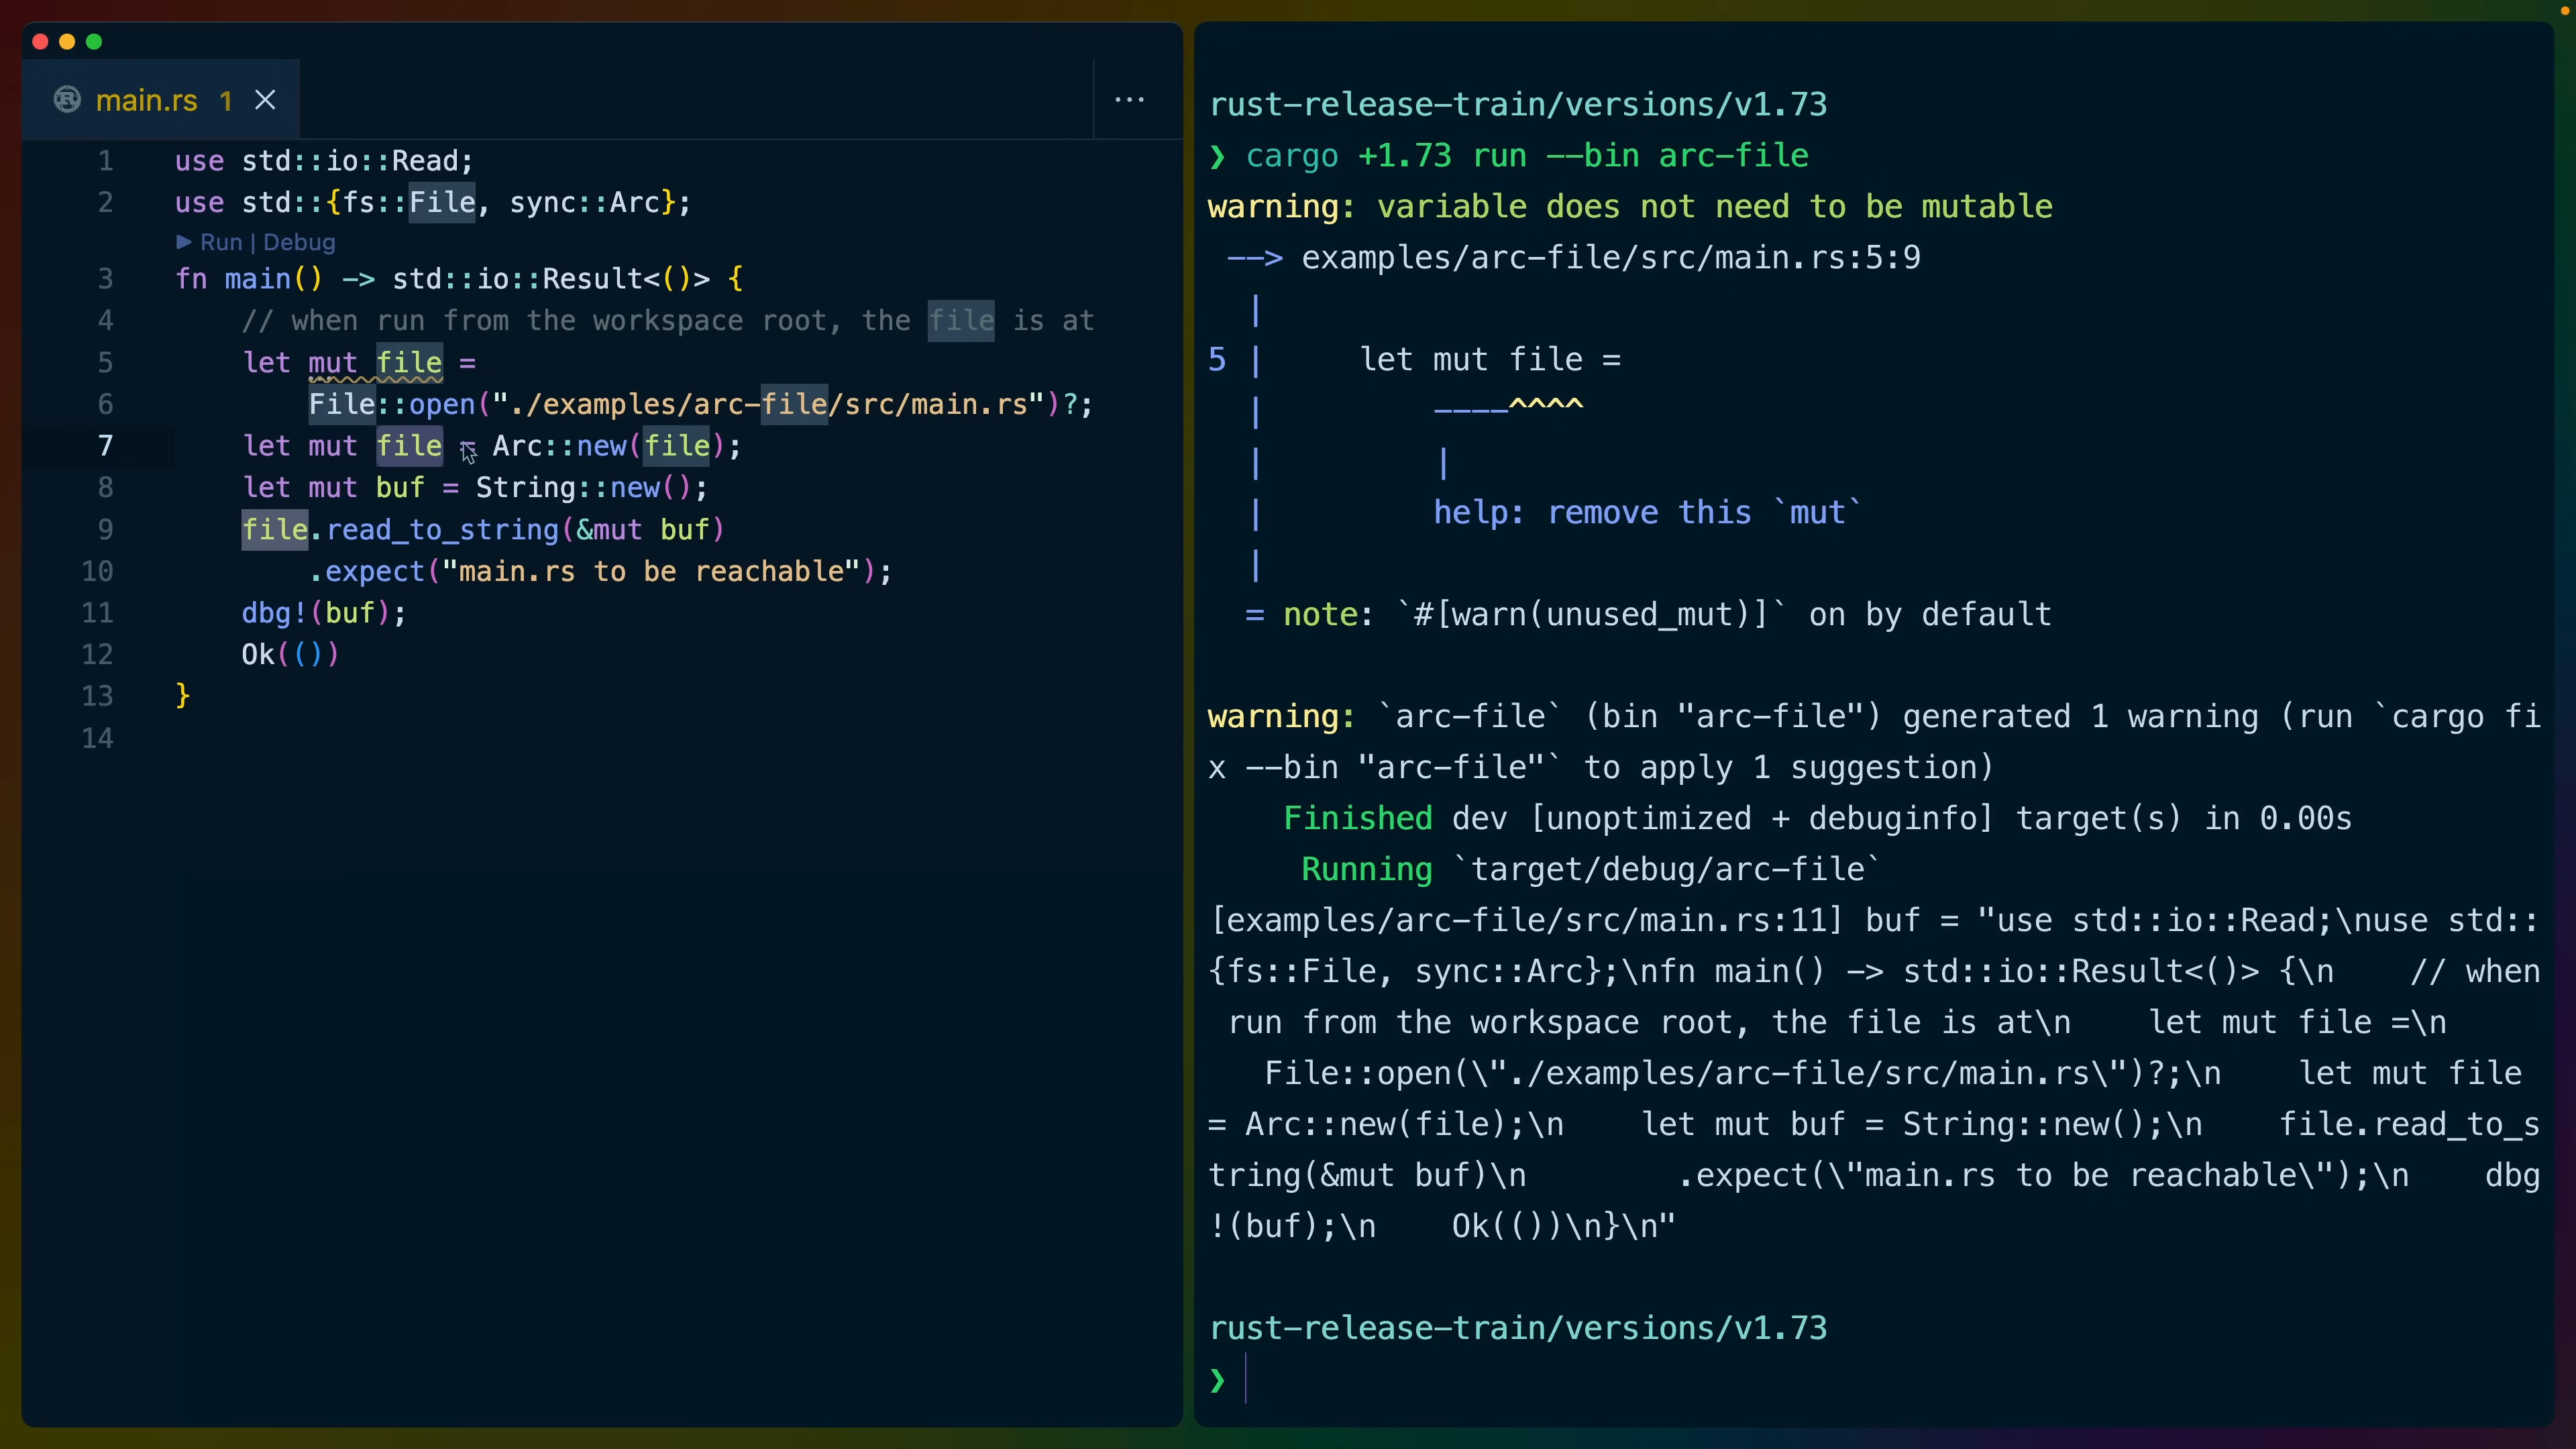 main.rs 1
1 use std::io::Read;
2 use std::{fs::File, sync::Arc};
Run | Debug
3 fn main() -> std::io::Result<()> {
4     // when run from the workspace root, the file is at
5     let mut file =
6         File::open("./examples/arc-file/src/main.rs")?;
7     let mut file = Arc::new(file);
8     let mut buf = String::new();
9     file.read_to_string(&mut buf)
10         .expect("main.rs to be reachable");
11     dbg!(buf);
12     Ok(())
13 }
14
rust-release-train/versions/v1.73
❯ cargo +1.73 run --bin arc-file
warning: variable does not need to be mutable
 --> examples/arc-file/src/main.rs:5:9
  |
5 |     let mut file =
  |         ----^^^^
  |         |
  |         help: remove this `mut`
  |
  = note: `#[warn(unused_mut)]` on by default
warning: `arc-file` (bin "arc-file") generated 1 warning (run `cargo fi
x --bin "arc-file"` to apply 1 suggestion)
    Finished dev [unoptimized + debuginfo] target(s) in 0.00s
     Running `target/debug/arc-file`
[examples/arc-file/src/main.rs:11] buf = "use std::io::Read;\nuse std::
{fs::File, sync::Arc};\nfn main() -> std::io::Result<()> {\n    // when
 run from the workspace root, the file is at\n    let mut file =\n
   File::open(\"./examples/arc-file/src/main.rs\")?;\n    let mut file
= Arc::new(file);\n    let mut buf = String::new();\n    file.read_to_s
tring(&mut buf)\n        .expect(\"main.rs to be reachable\");\n    dbg
!(buf);\n    Ok(())\n}\n"
rust-release-train/versions/v1.73
❯